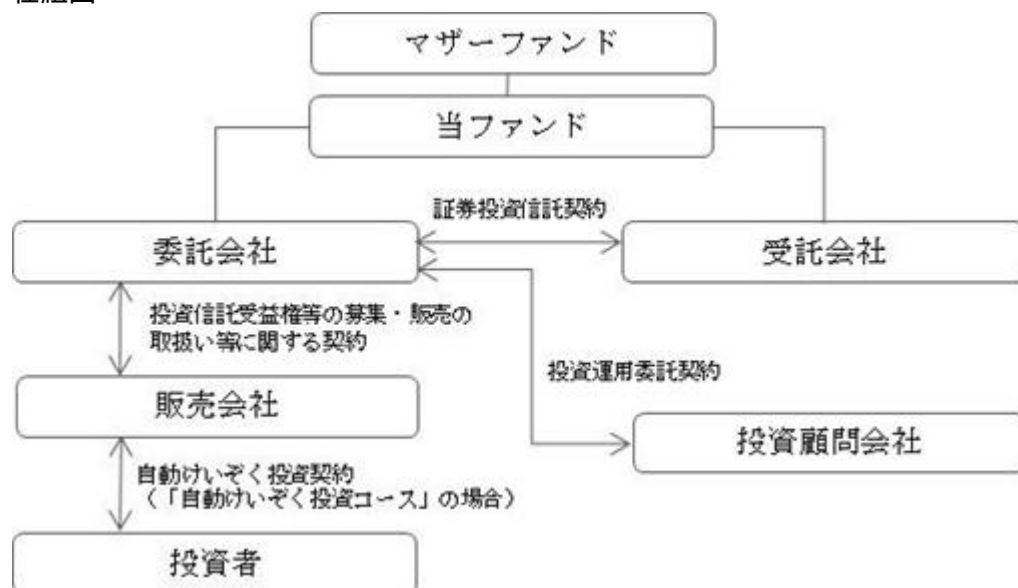 マザーファンド
当ファンド
証券投資信託契約
委託会社
受託会社
投資信託受益権等の募集・販売の
取扱い等に関する契約
投資運用委託契約
販売会社
投資顧問会社
自動けいぞく投資契約
（「自動けいぞく投資コース」の場合）
投資者